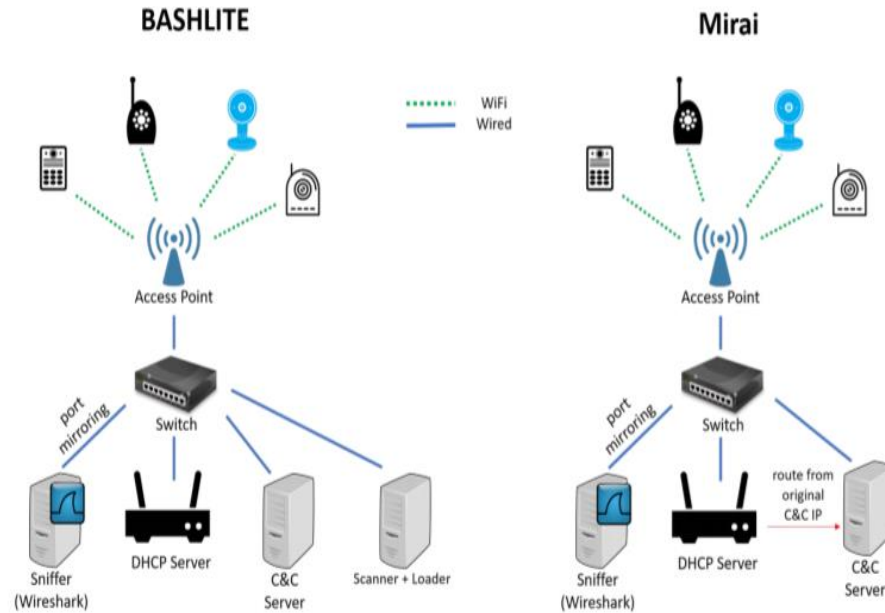 BASHLITE
Mirai
WiFi
Wired
Access Point
Access Point
port
mirroring
Switch
port
mirroring
Switch
route from
original
C&C IP
Sniffer
(Wireshark)
DHCP Server
C&C
Server
Scanner + Loader
Sniffer
(Wireshark)
DHCP Server
C&C
Server